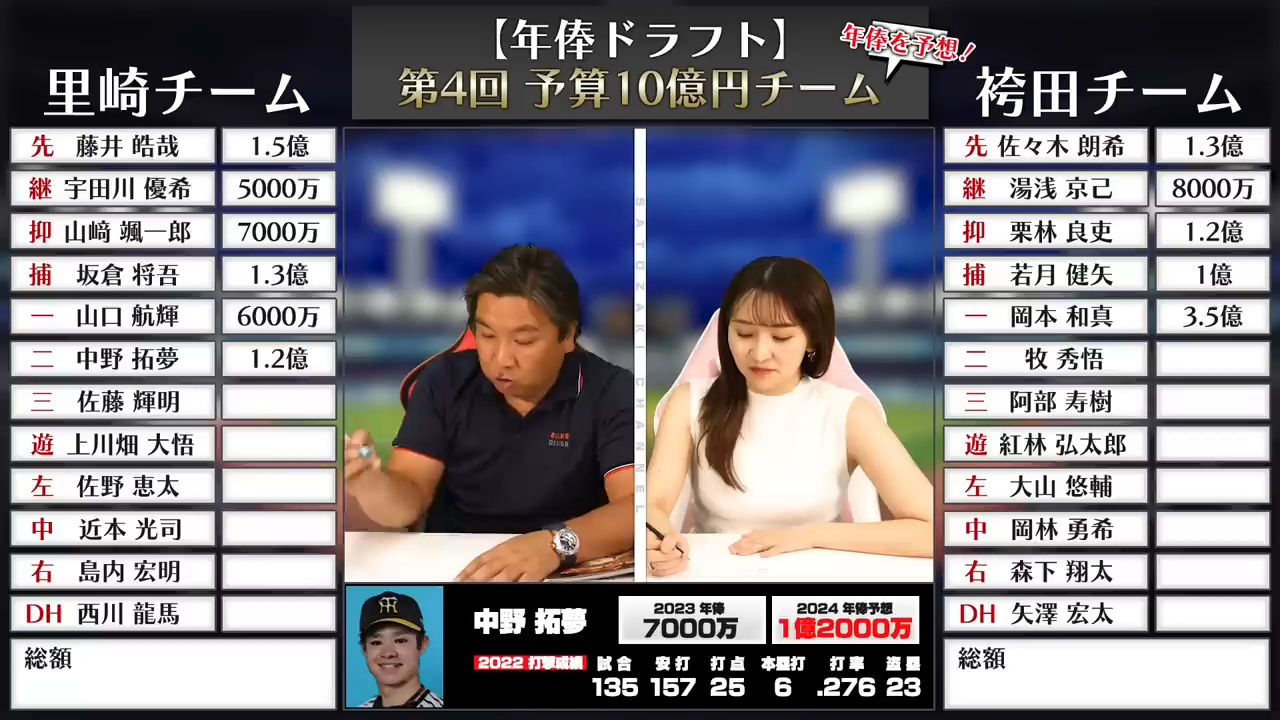 【年俸ドラフト】
第4回 予算10億円チーム
年俸を予想!
里崎チーム
先 藤井 皓哉 1.5億
継 宇田川 優希 5000万
抑 山﨑 颯一郎 7000万
捕 坂倉 将吾 1.3億
一 山口 航輝 6000万
二 中野 拓夢 1.2億
三 佐藤 輝明
遊 上川畑 大悟
左 佐野 恵太
中 近本 光司
右 島内 宏明
DH 西川 龍馬
総額
SATOZAKI CHANNEL
袴田チーム
先 佐々木 朗希 1.3億
継 湯浅 京己 8000万
抑 栗林 良吏 1.2億
捕 若月 健矢 1億
一 岡本 和真 3.5億
二 牧 秀悟
三 阿部 寿樹
遊 紅林 弘太郎
左 大山 悠輔
中 岡林 勇希
右 森下 翔太
DH 矢澤 宏太
総額
中野 拓夢
2023 年俸
7000万
2024 年俸予想
1億2000万
2022 打撃成績 試合 安打 打点 本塁打 打率 盗塁
135 157 25 6 .276 23